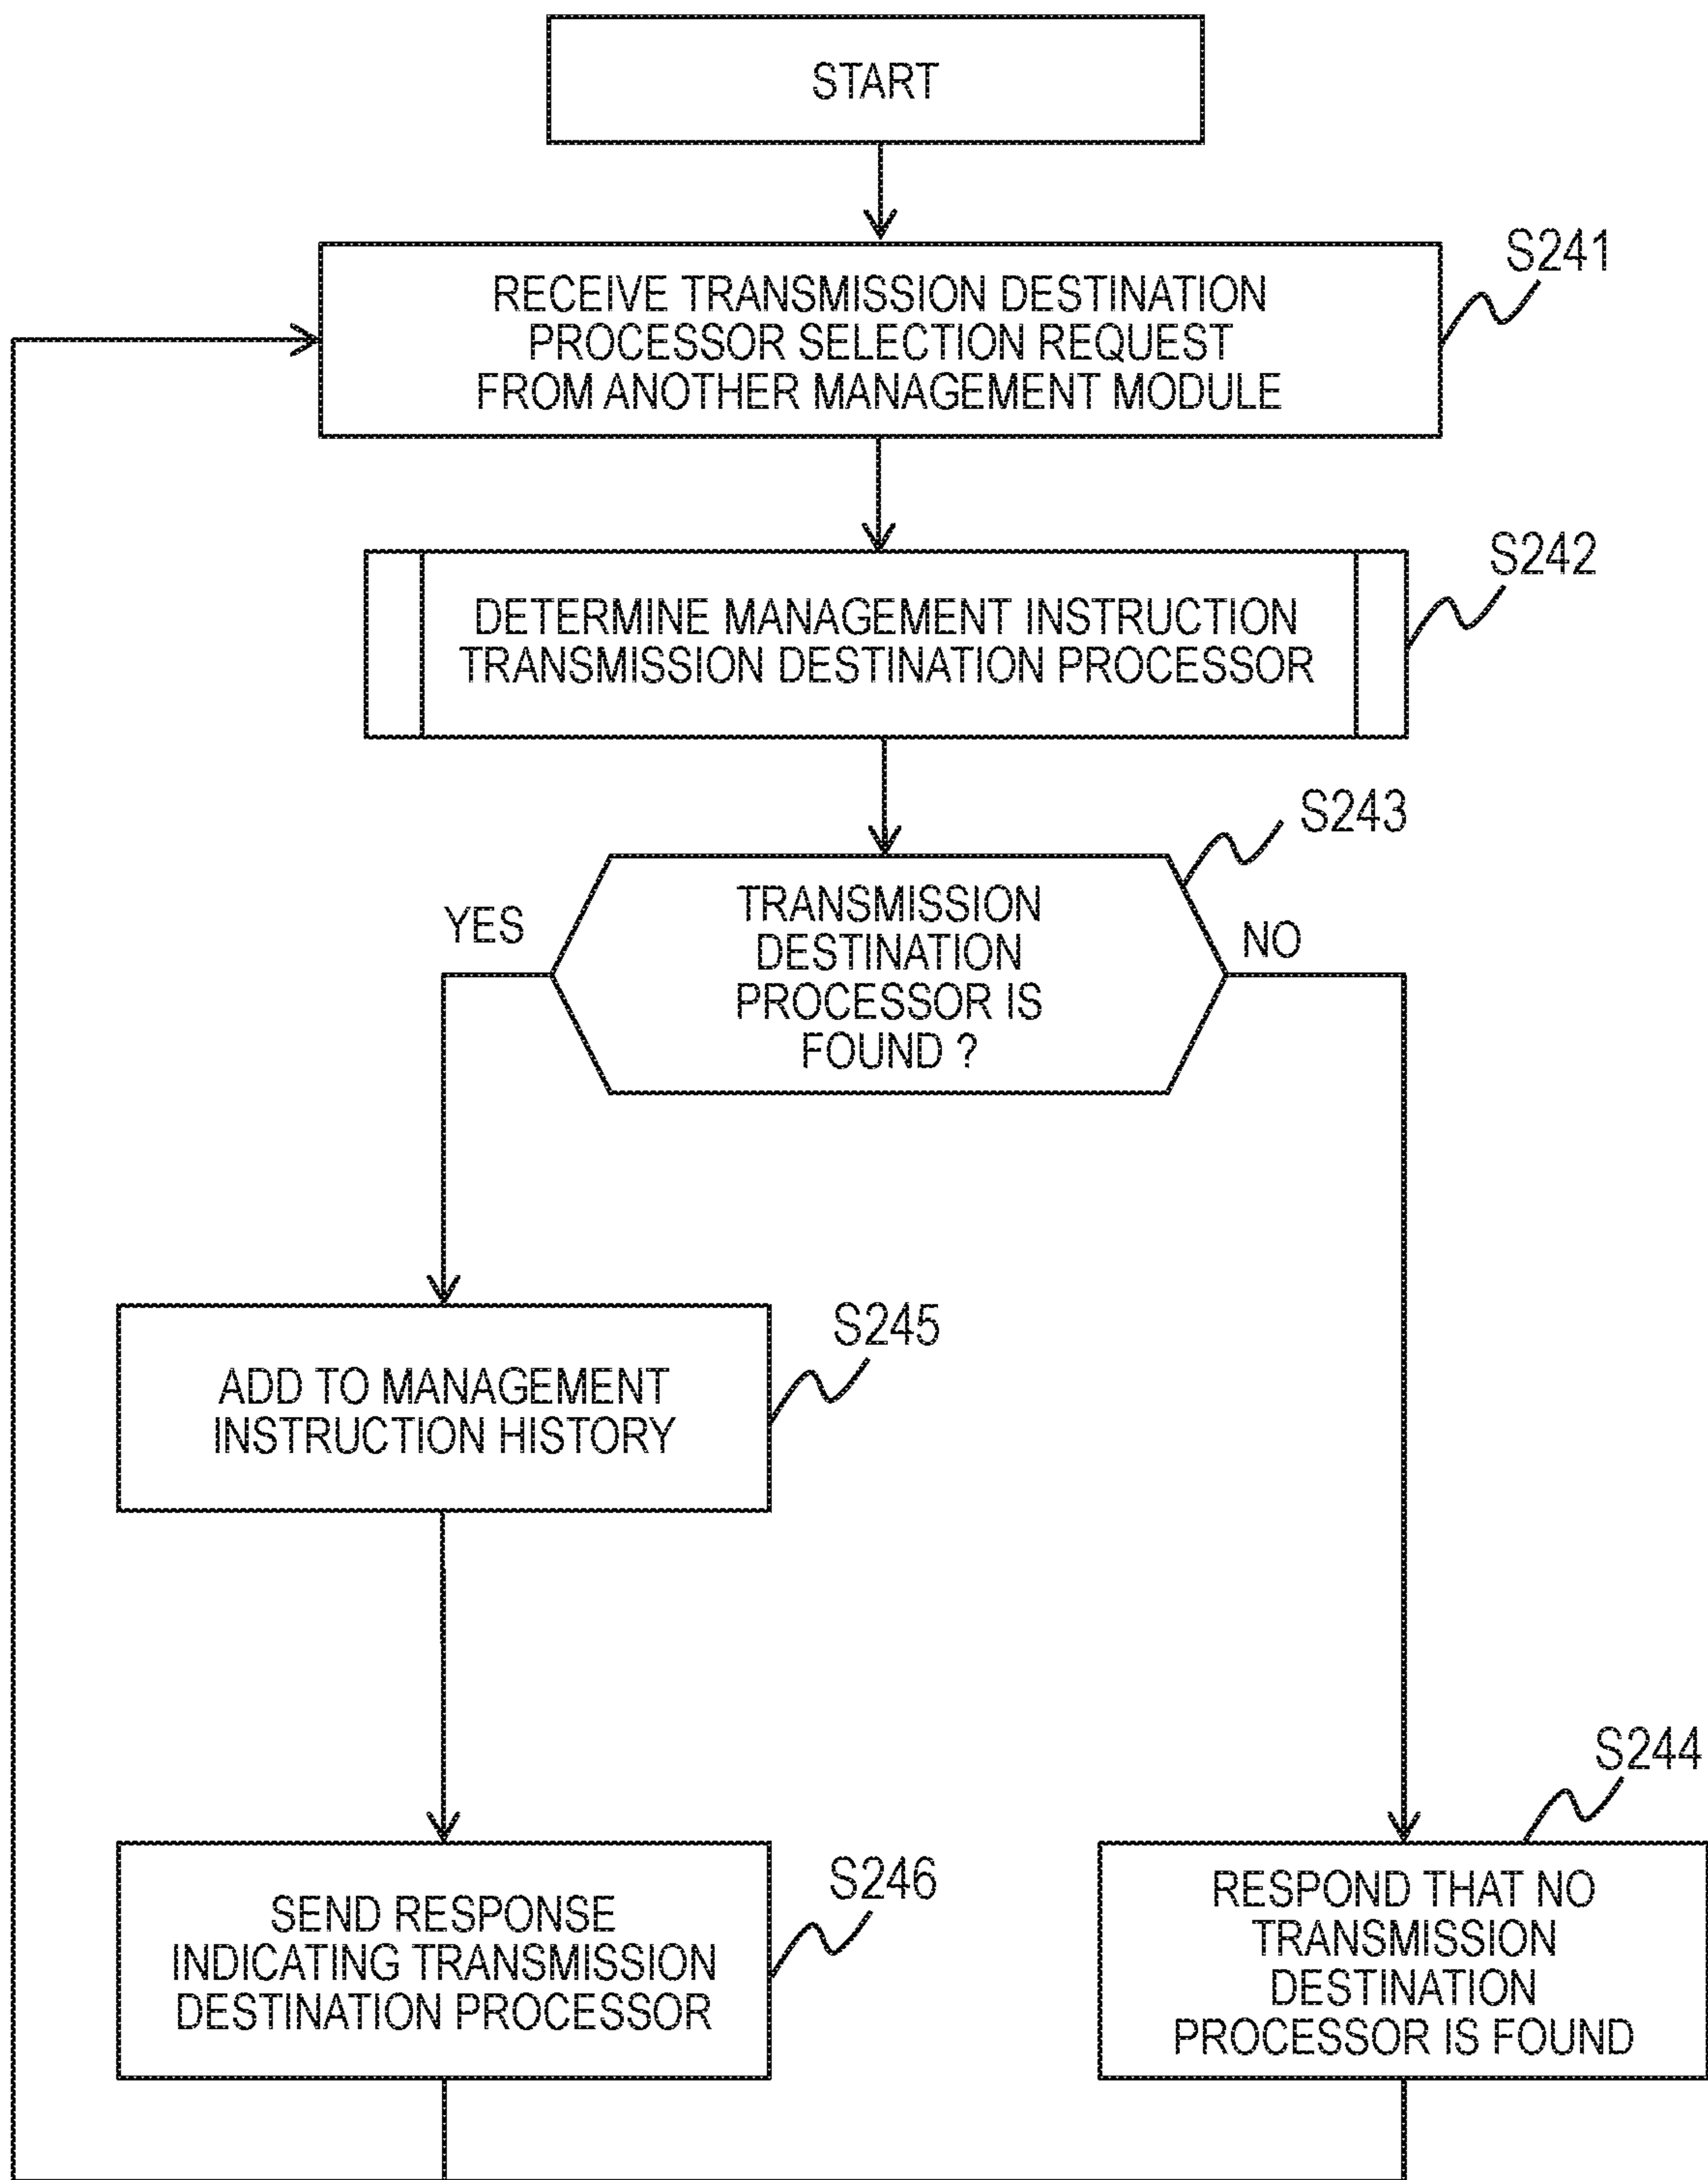 START
S241
RECEIVE TRANSMISSION DESTINATION
PROCESSOR SELECTION REQUEST
FROM ANOTHER MANAGEMENT MODULE
S242
DETERMINE MANAGEMENT INSTRUCTION
TRANSMISSION DESTINATION PROCESSOR
S243
YES
TRANSMISSION
DESTINATION
PROCESSOR IS
FOUND ?
NO
S245
ADD TO MANAGEMENT
INSTRUCTION HISTORY
S244
S246
SEND RESPONSE
INDICATING TRANSMISSION
DESTINATION PROCESSOR
RESPOND THAT NO
TRANSMISSION
DESTINATION
PROCESSOR IS FOUND